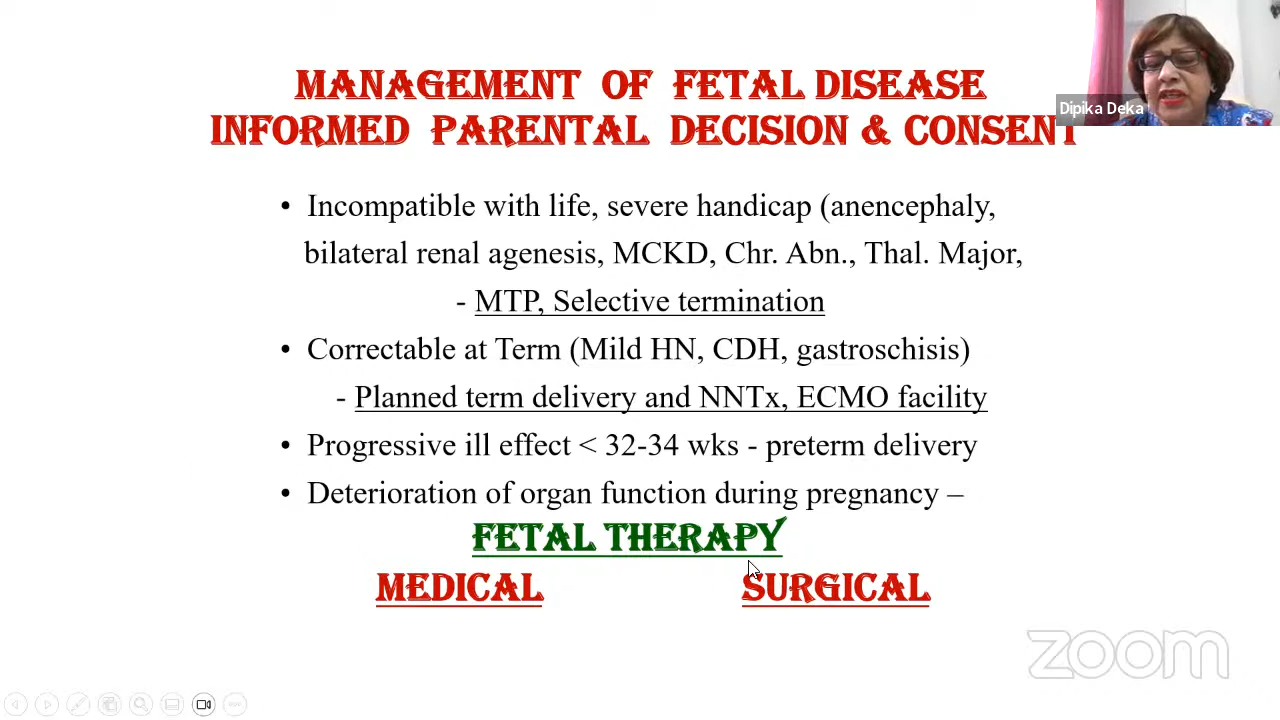 MANAGEMENT OF FETAL DISEASE
INFORMED PARENTAL DECISION & CONSENT
Dipika Deka
• Incompatible with life, severe handicap (anencephaly,
bilateral renal agenesis, MCKD, Chr. Abn., Thal. Major,
- MTP, Selective termination
• Correctable at Term (Mild HN, CDH, gastroschisis)
- Planned term delivery and NNTx, ECMO facility
• Progressive ill effect < 32-34 wks - preterm delivery
• Deterioration of organ function during pregnancy –
FETAL THERAPY
MEDICAL SURGICAL
zoom